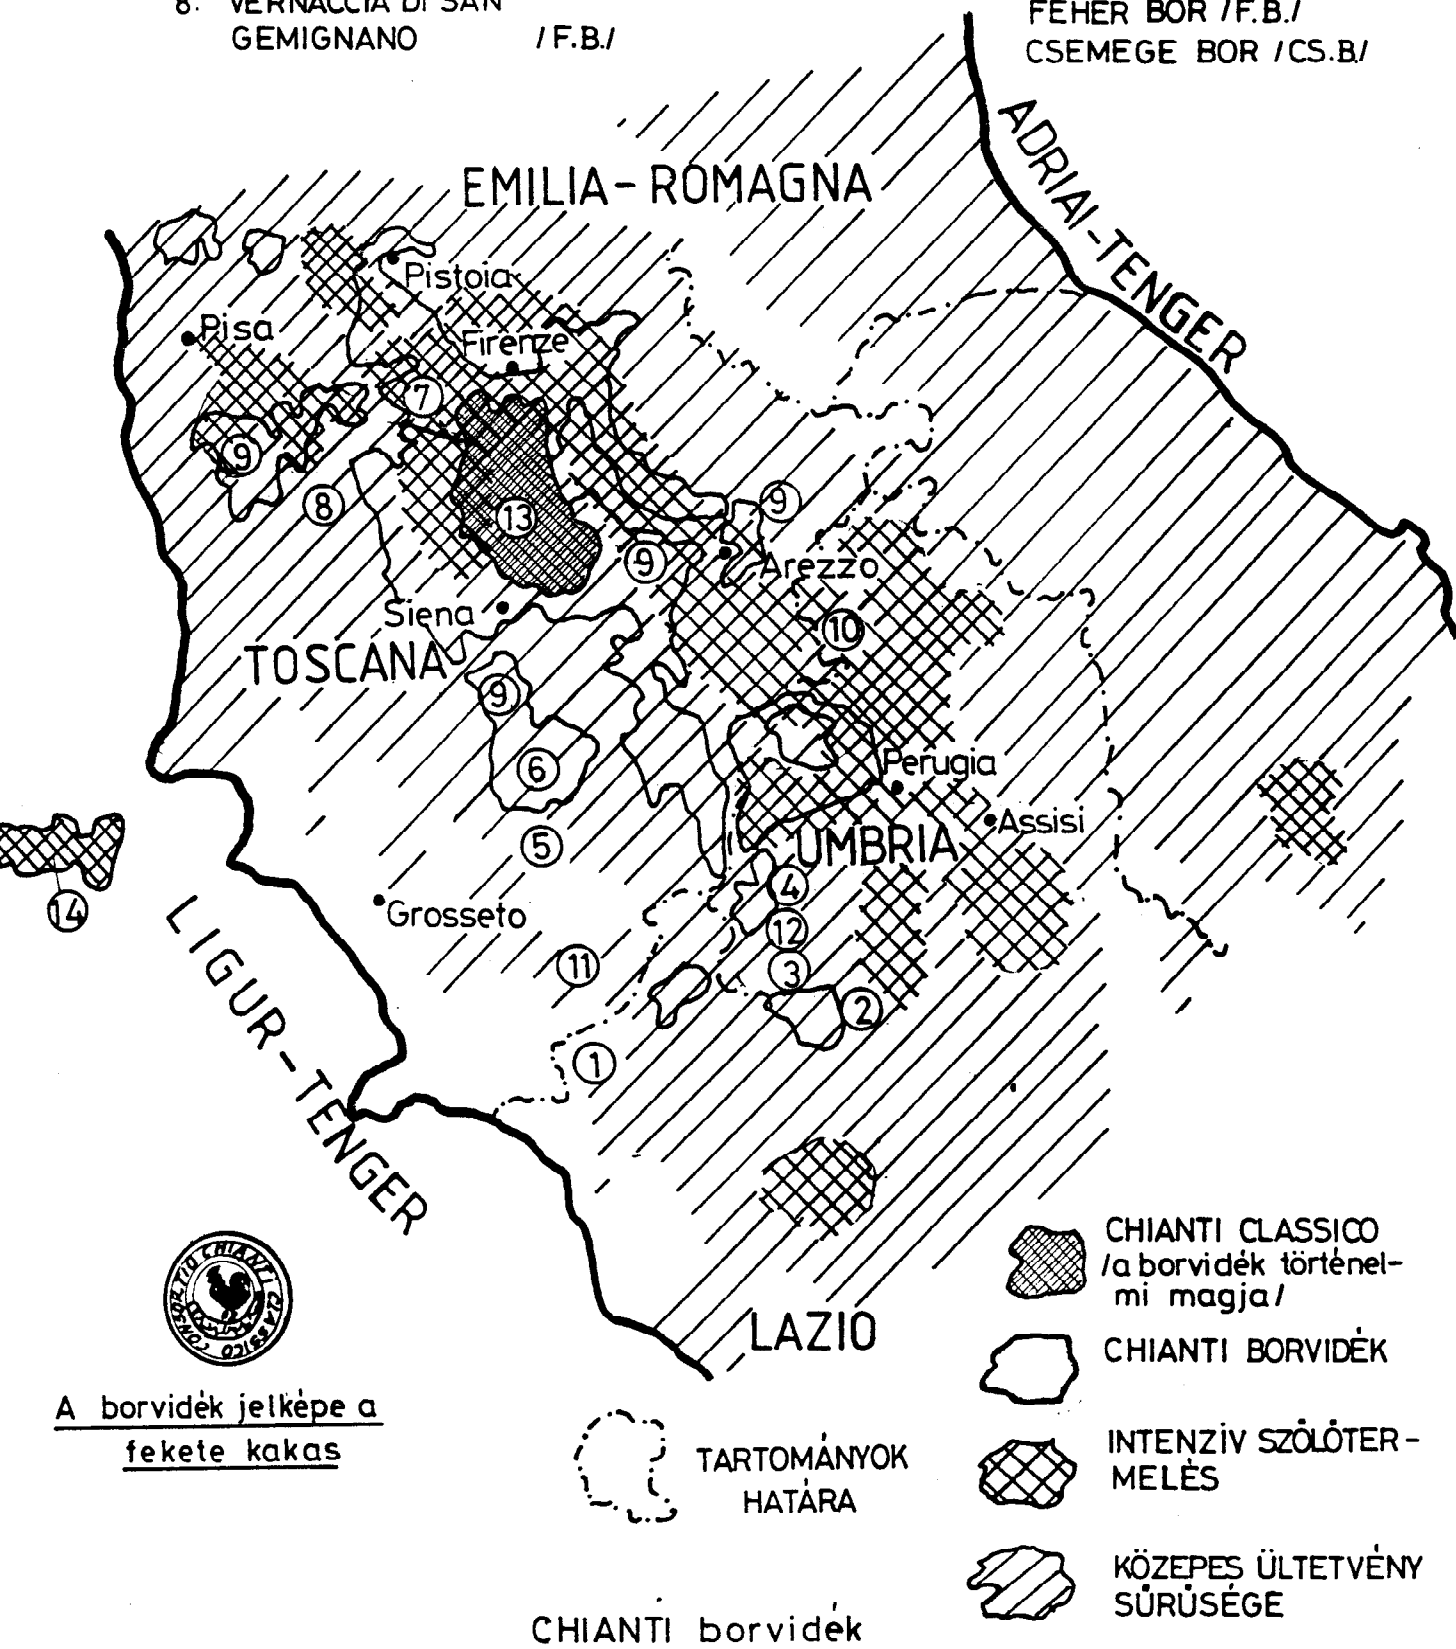 8. VERNACCIA DI SAN
GEMIGNANO /F.B./
FEHÉR BOR /F.B./
CSEMEGE BOR /CS.B./
ADRIAI-TENGER
EMILIA-ROMAGNA
Pistoia
Pisa
Firenze
7
9
8
13
9
9
Arezzo
Siena
10
TOSCANA
9
6
Perugia
5
Assisi
UMBRIA
14
4
Grosseto
12
11
3
2
1
LIGUR-TENGER
CHIANTI CLASSICO
/a borvidék történel-
mi magja/
CONSORZIO CHIANTI CLASSICO
LAZIO
CHIANTI BORVIDÉK
A borvidék jelképe a
fekete kakas
INTENZÍV SZŐLŐTER-
MELÉS
TARTOMÁNYOK
HATÁRA
KÖZEPES ÜLTETVÉNY
SŰRŰSÉGE
CHIANTI borvidék